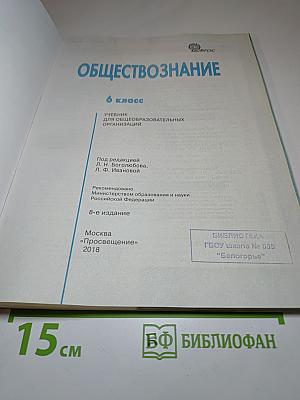 ФГОС
ОБЩЕСТВОЗНАНИЕ
6 класс
УЧЕБНИК
ДЛЯ ОБЩЕОБРАЗОВАТЕЛЬНЫХ
ОРГАНИЗАЦИЙ
Под редакцией
Л. Н. Боголюбова,
Л. Ф. Ивановой
Рекомендовано
Министерством образования и науки
Российской Федерации
8-е издание
Москва
«Просвещение»
2018
БИБЛИОТЕКА
ГБОУ школа № 535
"Белогорье"
15 см
БФ БИБЛИОФАН